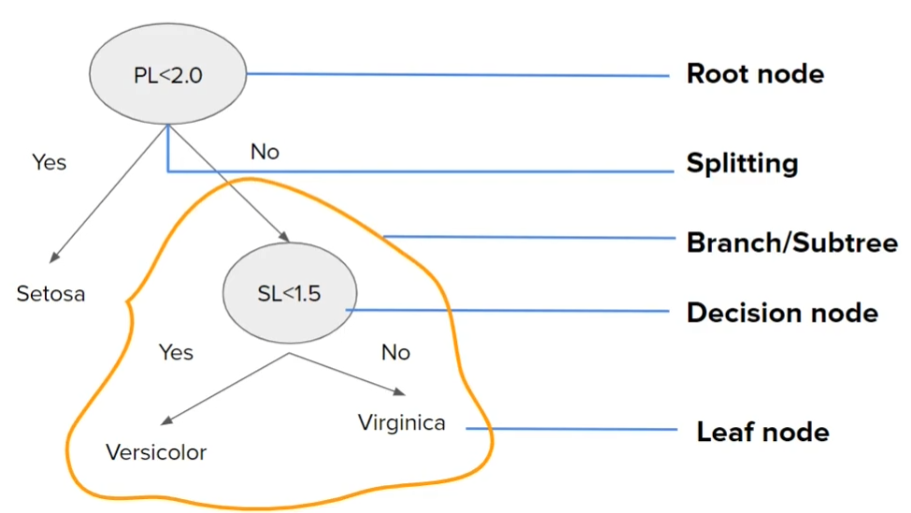 PL<2.0
Root node
Yes
No
Splitting
Branch/Subtree
Setosa
SL<1.5
Decision node
Yes
No
Virginica
Leaf node
Versicolor